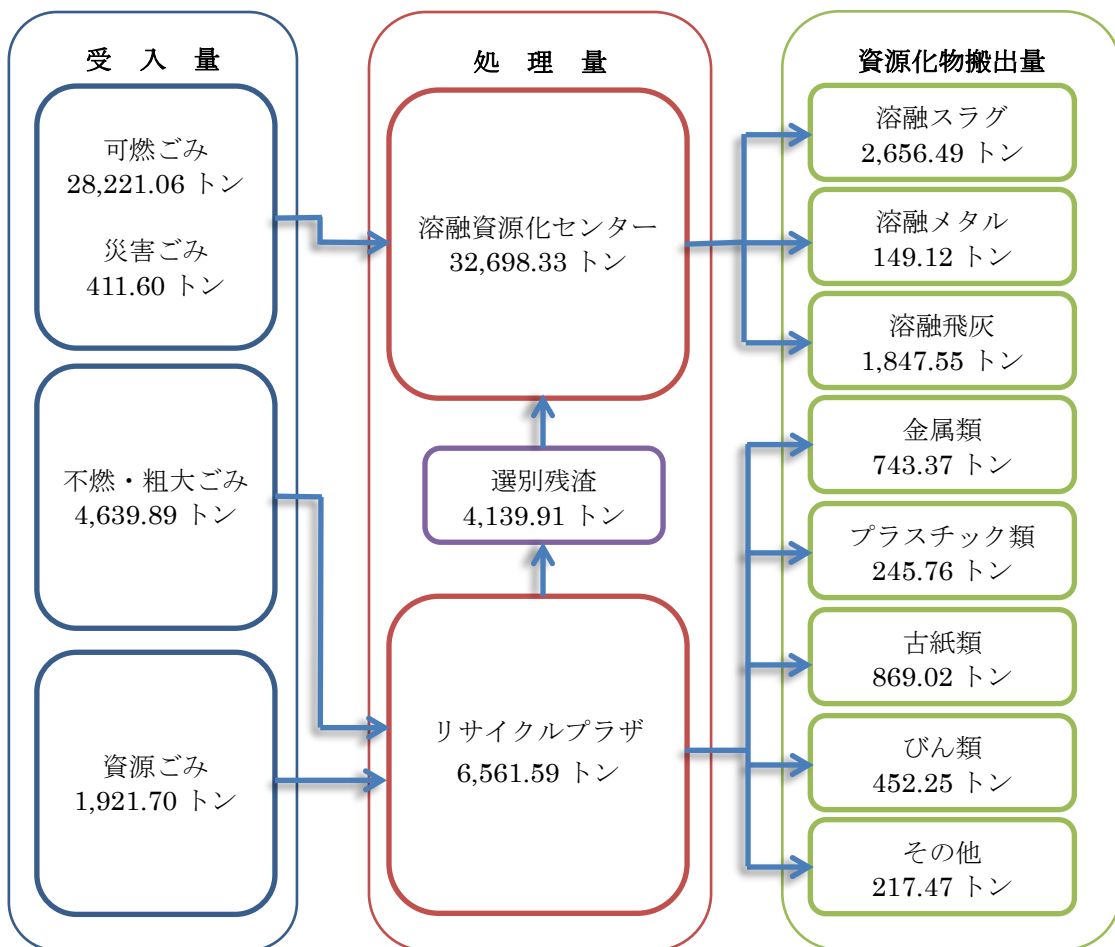 受 入 量
可燃ごみ
28,221.06 トン
災害ごみ
411.60 トン
不燃・粗大ごみ
4,639.89 トン
資源ごみ
1,921.70 トン
処 理 量
溶融資源化センター
32,698.33 トン
選別残渣
4,139.91 トン
リサイクルプラザ
6,561.59 トン
資源化物搬出量
溶融スラグ
2,656.49 トン
溶融メタル
149.12 トン
溶融飛灰
1,847.55 トン
金属類
743.37 トン
プラスチック類
245.76 トン
古紙類
869.02 トン
びん類
452.25 トン
その他
217.47 トン